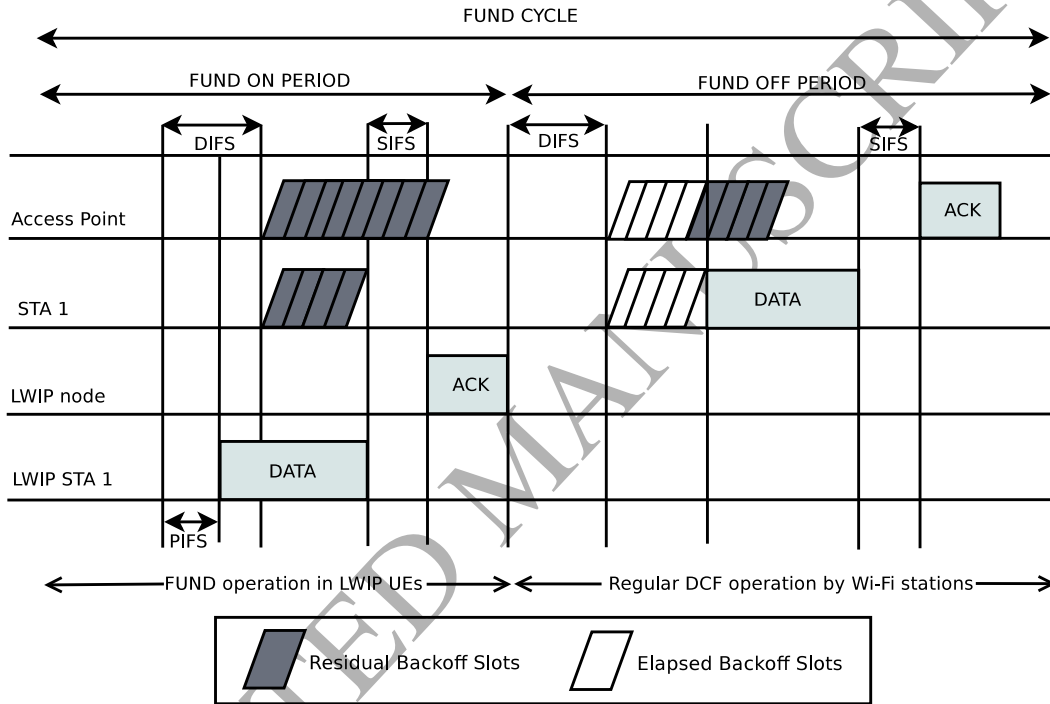 FUND CYCLE
FUND ON PERIOD
FUND OFF PERIOD
DIFS
SIFS
DIFS
SIFS
Access Point
ACK
STA 1
DATA
LWIP node
ACK
LWIP STA 1
DATA
PIFS
FUND operation in LWIP UEs
Regular DCF operation by Wi-Fi stations
Residual Backoff Slots
Elapsed Backoff Slots
TED MANUSCRI